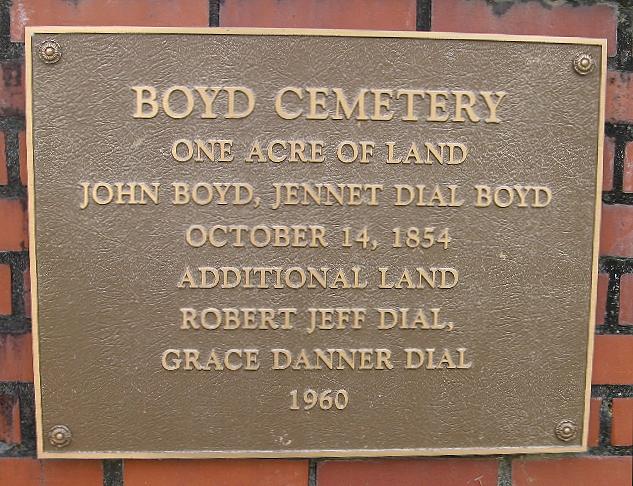 BOYD CEMETERY
ONE ACRE OF LAND
JOHN BOYD, JENNET DIAL BOYD
OCTOBER 14, 1854
ADDITIONAL LAND
ROBERT JEFF DIAL,
GRACE DANNER DIAL
1960